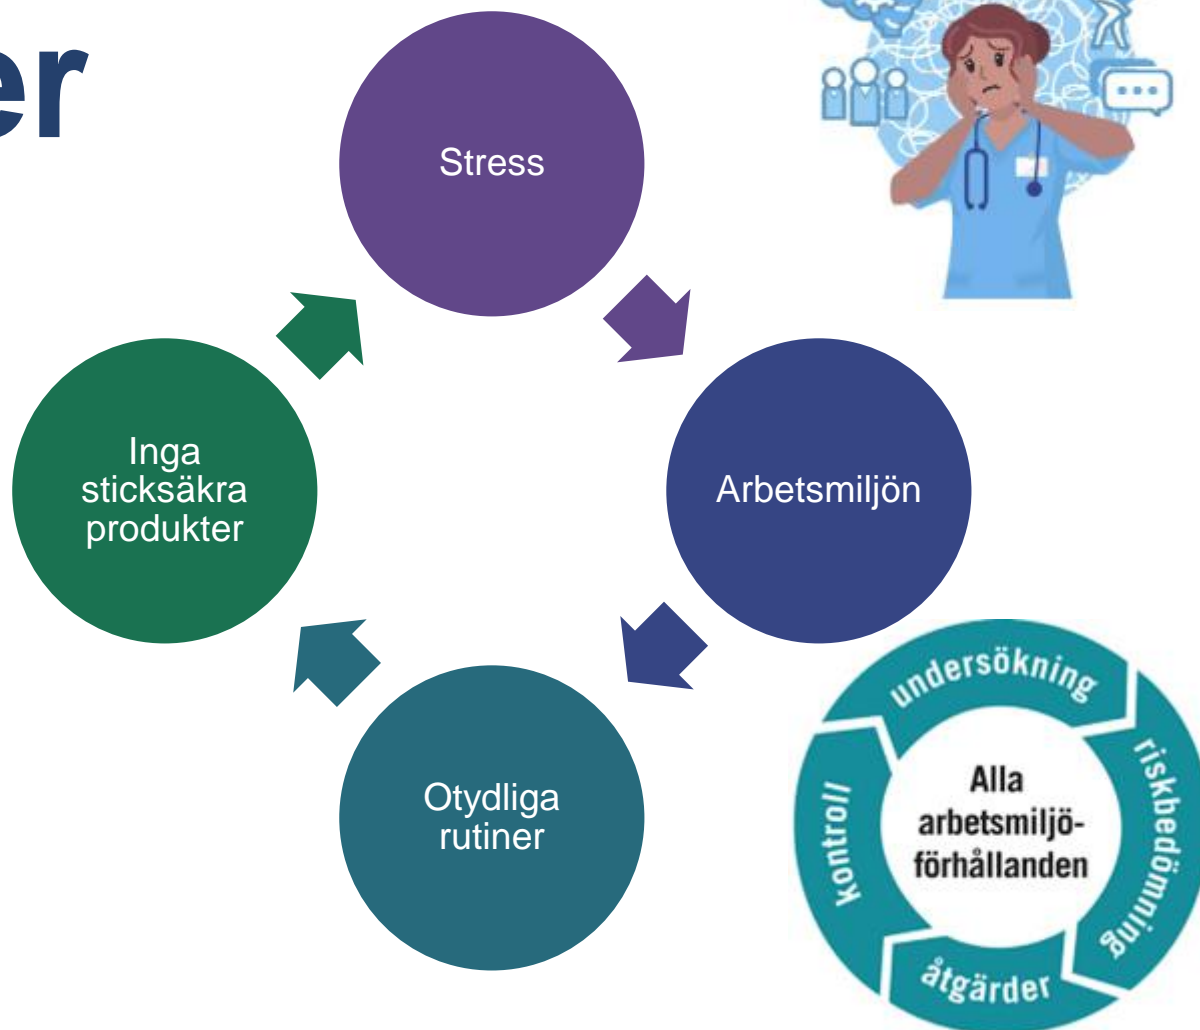 er
Stress
Inga
sticksäkra
produkter
Arbetsmiljön
Otydliga
rutiner
undersökning
riskbedömning
åtgärder
kontroll
Alla
arbetsmiljö-
förhållanden